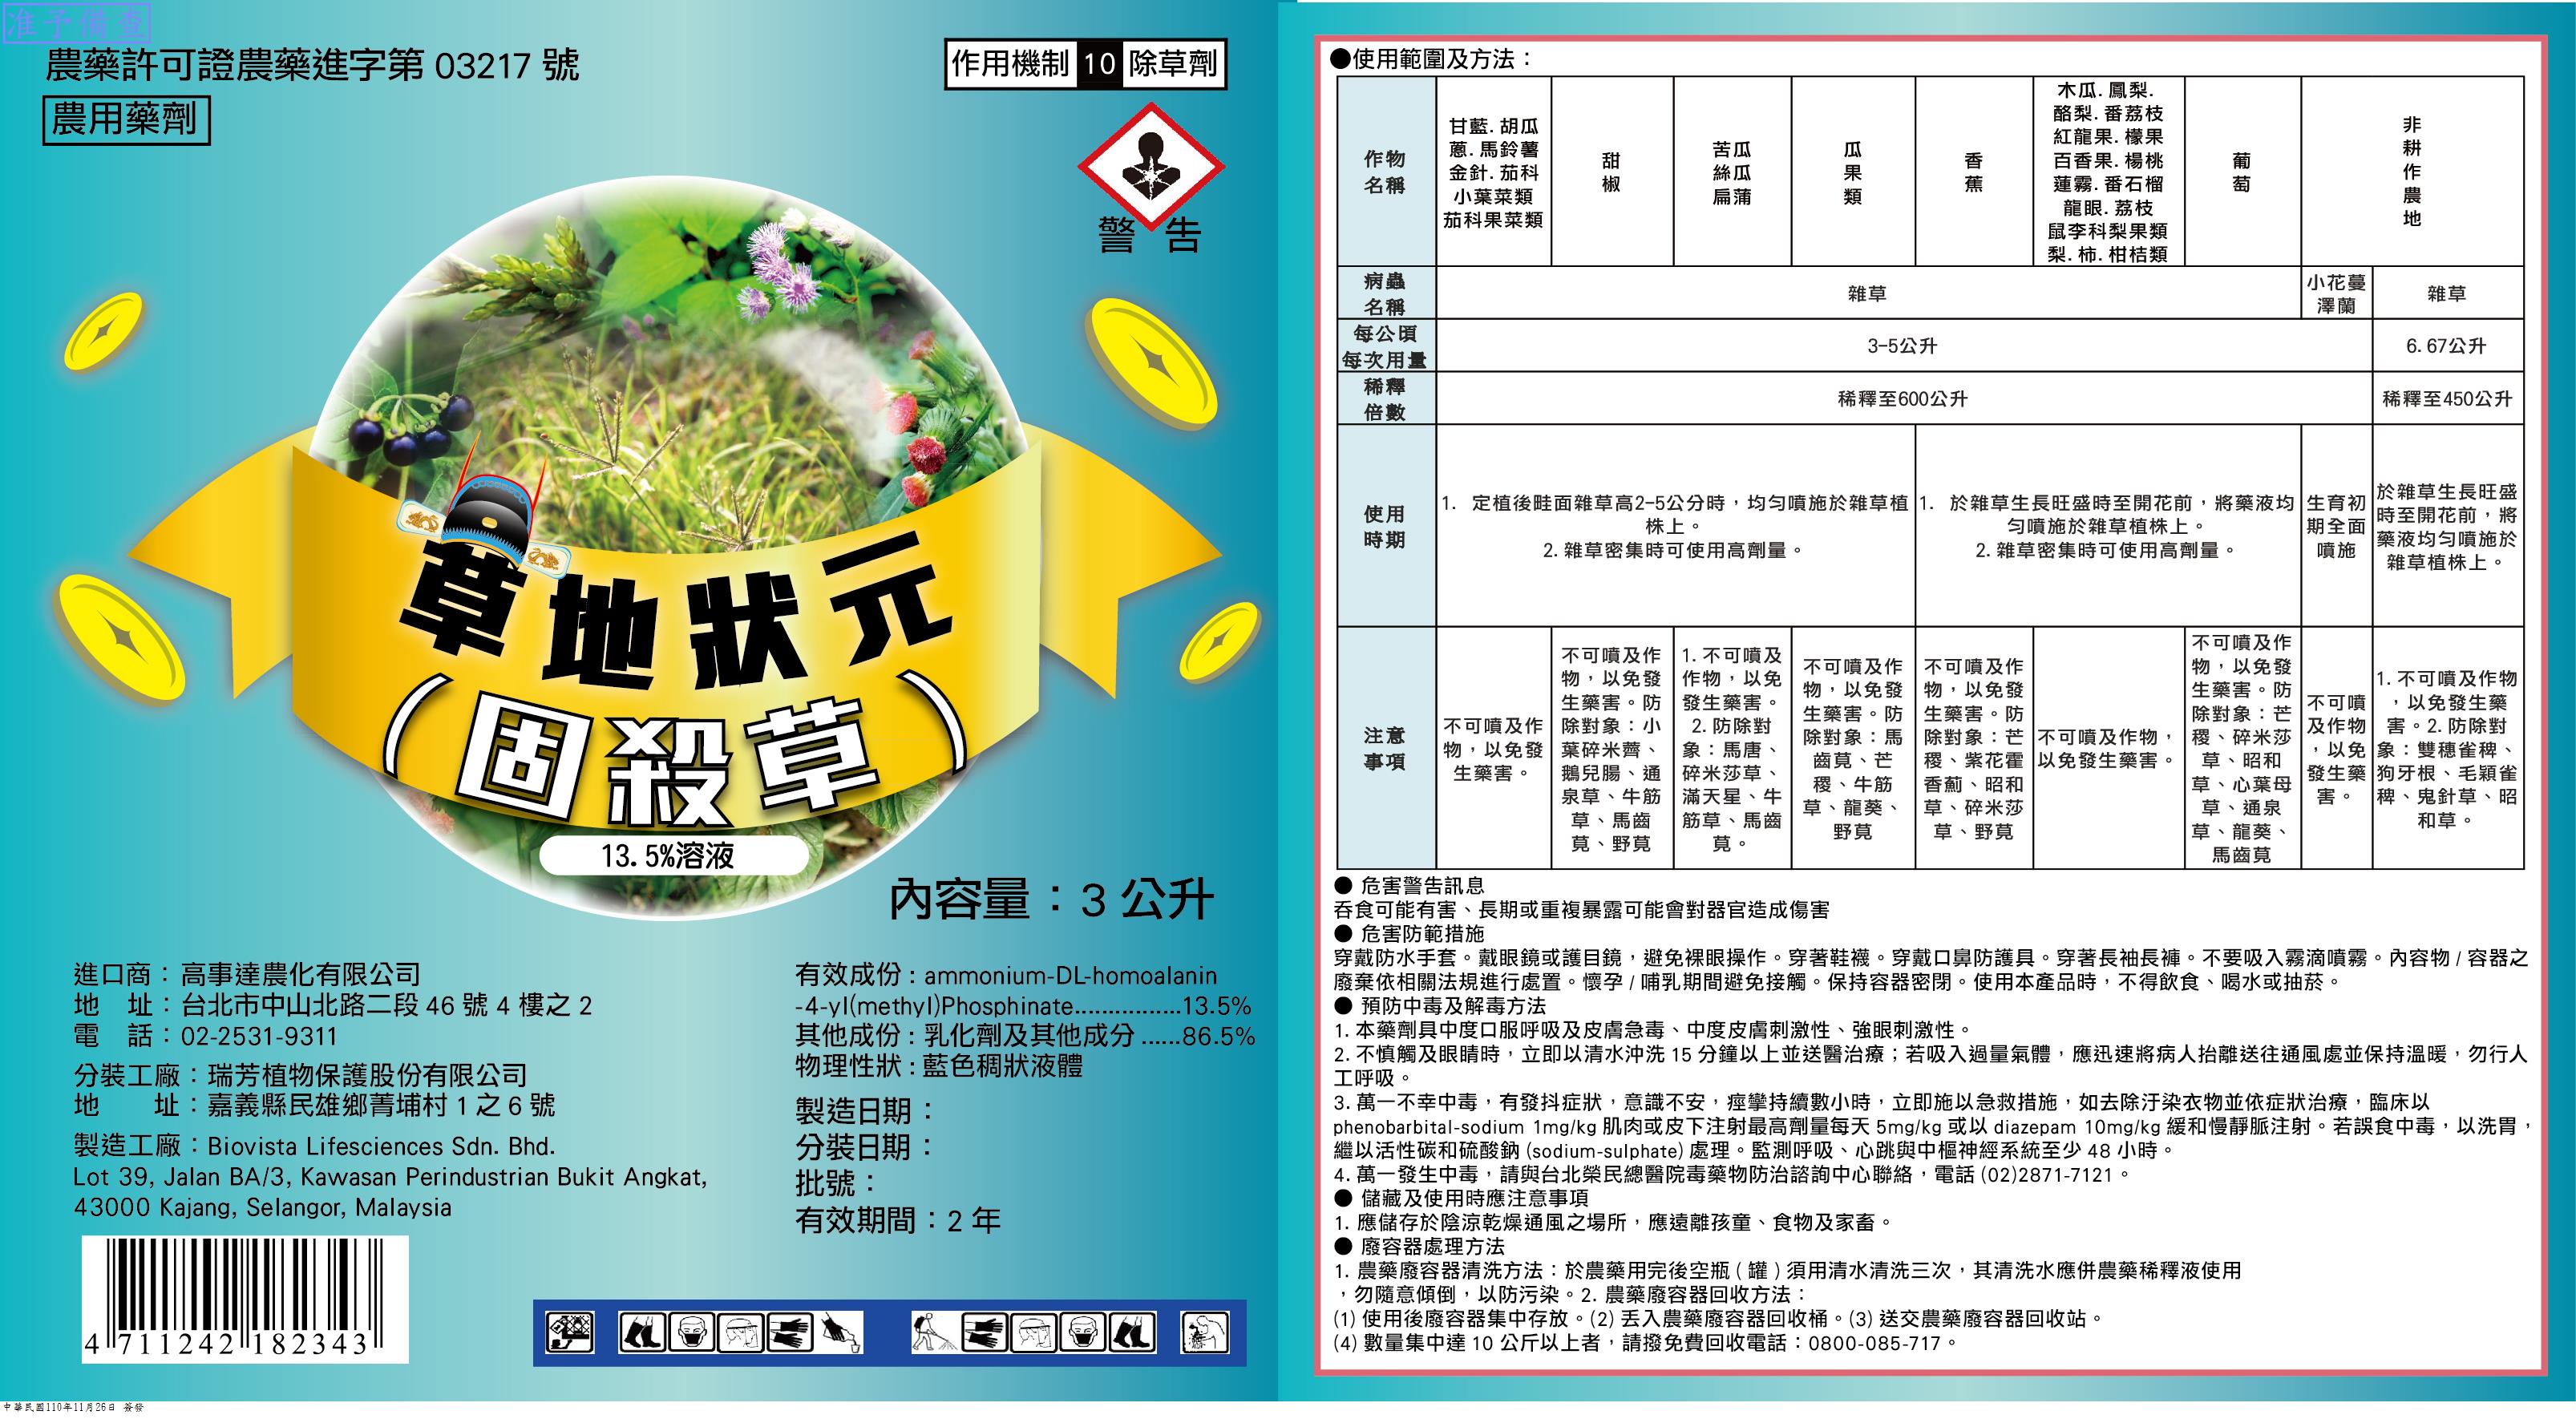 准予備查
農藥許可證農藥進字第 03217 號
農用藥劑
作用機制 10 除草劑
警告
草地狀元
(固殺草)
13.5%溶液
內容量：3 公升
進口商：高事達農化有限公司
地 址：台北市中山北路二段 46 號 4 樓之 2
電 話：02-2531-9311
分裝工廠：瑞芳植物保護股份有限公司
地 址：嘉義縣民雄鄉菁埔村 1 之 6 號
製造工廠：Biovista Lifesciences Sdn. Bhd.
Lot 39, Jalan BA/3, Kawasan Perindustrian Bukit Angkat,
43000 Kajang, Selangor, Malaysia
4 711242 182343
有效成份 : ammonium-DL-homoalanin
-4-yl(methyl)Phosphinate................13.5%
其他成份 : 乳化劑及其他成分 ......86.5%
物理性狀 : 藍色稠狀液體
製造日期：
分裝日期：
批號：
有效期間：2 年
●使用範圍及方法：
作物
名稱
甘藍. 胡瓜
蔥. 馬鈴薯
金針. 茄科
小葉菜類
茄科果菜類
甜
椒
苦瓜
絲瓜
扁蒲
瓜
果
類
香
蕉
木瓜. 鳳梨.
酪梨. 番荔枝
紅龍果. 檬果
百香果. 楊桃
蓮霧. 番石榴
龍眼. 荔枝
鼠李科梨果類
梨. 柿. 柑桔類
葡
萄
非
耕
作
農
地
病蟲
名稱
雜草
小花蔓
澤蘭
雜草
每公頃
每次用量
3-5公升
6.67公升
稀釋
倍數
稀釋至600公升
稀釋至450公升
使用
時期
1. 定植後畦面雜草高2-5公分時，均勻噴施於雜草植
株上。
2. 雜草密集時可使用高劑量。
1. 於雜草生長旺盛時至開花前，將藥液均
勻噴施於雜草植株上。
2. 雜草密集時可使用高劑量。
生育初
期全面
噴施
於雜草生長旺盛
時至開花前，將
藥液均勻噴施於
雜草植株上。
注意
事項
不可噴及作
物，以免發
生藥害。
不可噴及作
物，以免發
生藥害。防
除對象：小
葉碎米薺、
鵝兒腸、通
泉草、牛筋
草、馬齒
莧、野莧
1. 不可噴及
作物，以免
發生藥害。
2. 防除對
象：馬唐、
碎米莎草、
滿天星、牛
筋草、馬齒
莧。
不可噴及作
物，以免發
生藥害。防
除對象：馬
齒莧、芒
稷、牛筋
草、龍葵、
野莧
不可噴及作
物，以免發
生藥害。防
除對象：芒
稷、紫花霍
香薊、昭和
草、碎米莎
草、野莧
不可噴及作物，
以免發生藥害。
不可噴及作
物，以免發
生藥害。防
除對象：芒
稷、碎米莎
草、昭和
草、心葉母
草、通泉
草、龍葵、
馬齒莧
不可噴
及作物
，以免
發生藥
害。
1. 不可噴及作物
，以免發生藥
害。2. 防除對
象：雙穗雀稗、
狗牙根、毛穎雀
稗、鬼針草、昭
和草。
● 危害警告訊息
吞食可能有害、長期或重複暴露可能會對器官造成傷害
● 危害防範措施
穿戴防水手套。戴眼鏡或護目鏡，避免裸眼操作。穿著鞋襪。穿戴口鼻防護具。穿著長袖長褲。不要吸入霧滴噴霧。內容物 / 容器之
廢棄依相關法規進行處置。懷孕 / 哺乳期間避免接觸。保持容器密閉。使用本產品時，不得飲食、喝水或抽菸。
● 預防中毒及解毒方法
1. 本藥劑具中度口服呼吸及皮膚急毒、中度皮膚刺激性、強眼刺激性。
2. 不慎觸及眼睛時，立即以清水沖洗 15 分鐘以上並送醫治療；若吸入過量氣體，應迅速將病人抬離送往通風處並保持溫暖，勿行人
工呼吸。
3. 萬一不幸中毒，有發抖症狀，意識不安，痙攣持續數小時，立即施以急救措施，如去除汙染衣物並依症狀治療，臨床以
phenobarbital-sodium 1mg/kg 肌肉或皮下注射最高劑量每天 5mg/kg 或以 diazepam 10mg/kg 緩和慢靜脈注射。若誤食中毒，以洗胃，
繼以活性碳和硫酸鈉 (sodium-sulphate) 處理。監測呼吸、心跳與中樞神經系統至少 48 小時。
4. 萬一發生中毒，請與台北榮民總醫院毒藥物防治諮詢中心聯絡，電話 (02)2871-7121。
● 儲藏及使用時應注意事項
1. 應儲存於陰涼乾燥通風之場所，應遠離孩童、食物及家畜。
● 廢容器處理方法
1. 農藥廢容器清洗方法：於農藥用完後空瓶 ( 罐 ) 須用清水清洗三次，其清洗水應併農藥稀釋液使用
，勿隨意傾倒，以防污染。2. 農藥廢容器回收方法：
(1) 使用後廢容器集中存放。(2) 丟入農藥廢容器回收桶。(3) 送交農藥廢容器回收站。
(4) 數量集中達 10 公斤以上者，請撥免費回收電話：0800-085-717。
中華民國110年11月26日 簽發